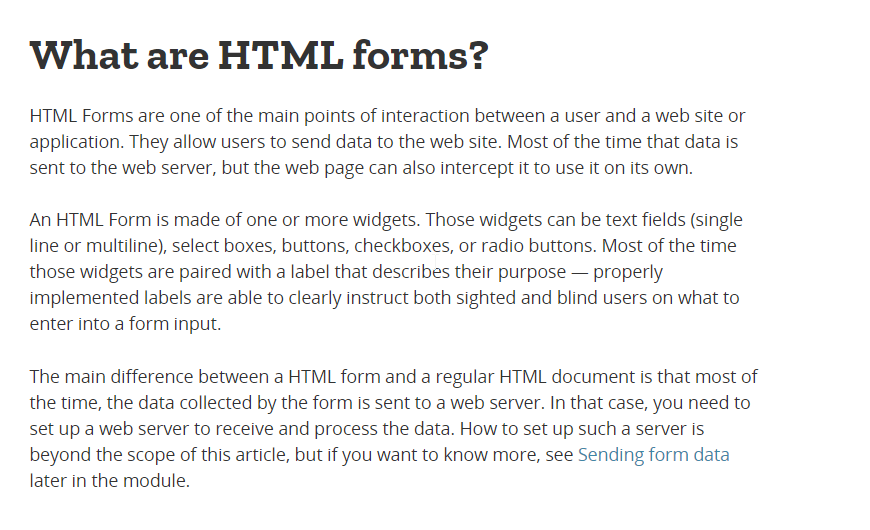 What are HTML forms?
HTML Forms are one of the main points of interaction between a user and a web site or
application. They allow users to send data to the web site. Most of the time that data is
sent to the web server, but the web page can also intercept it to use it on its own.
An HTML Form is made of one or more widgets. Those widgets can be text fields (single
line or multiline), select boxes, buttons, checkboxes, or radio buttons. Most of the time
those widgets are paired with a label that describes their purpose — properly
implemented labels are able to clearly instruct both sighted and blind users on what to
enter into a form input.
The main difference between a HTML form and a regular HTML document is that most of
the time, the data collected by the form is sent to a web server. In that case, you need to
set up a web server to receive and process the data. How to set up such a server is
beyond the scope of this article, but if you want to know more, see Sending form data
later in the module.